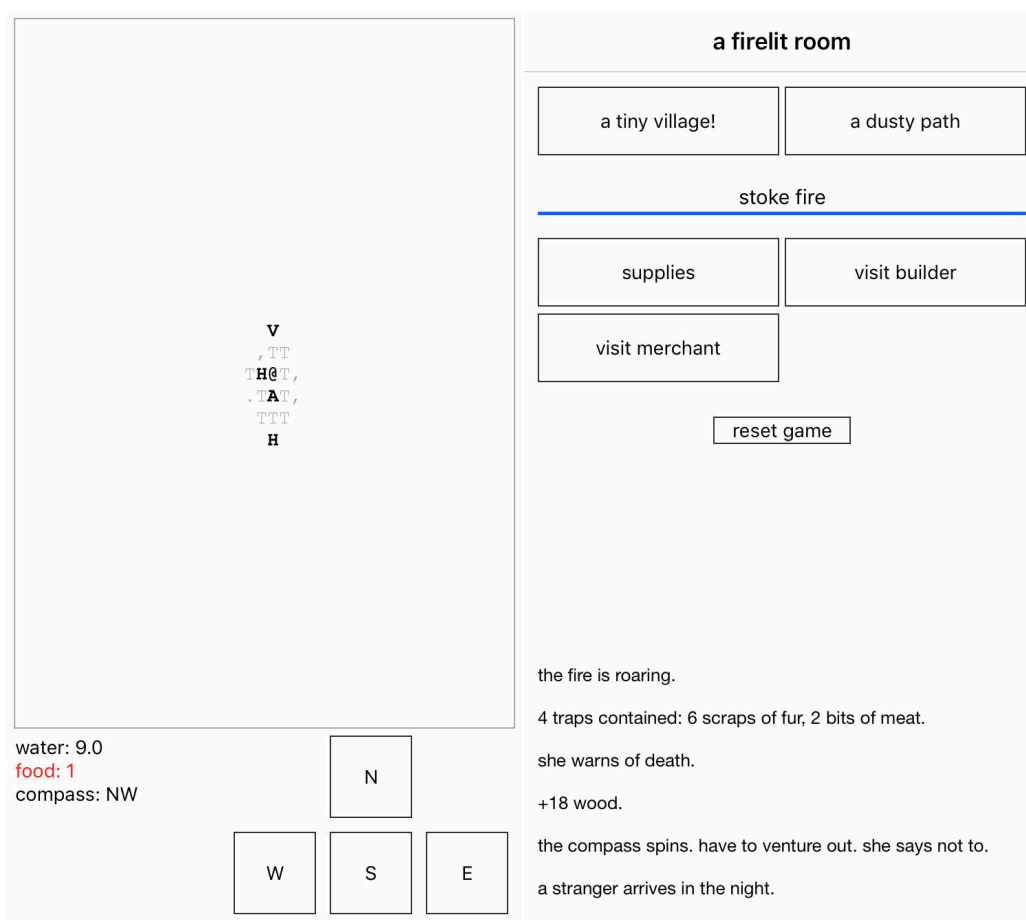 V
,TT
TH@T,
.TAT,
TTT
H
water: 9.0
food: 1
compass: NW
N
W S E
a firelit room
a tiny village! a dusty path
stoke fire
supplies visit builder
visit merchant
reset game
the fire is roaring.
4 traps contained: 6 scraps of fur, 2 bits of meat.
she warns of death.
+18 wood.
the compass spins. have to venture out. she says not to.
a stranger arrives in the night.